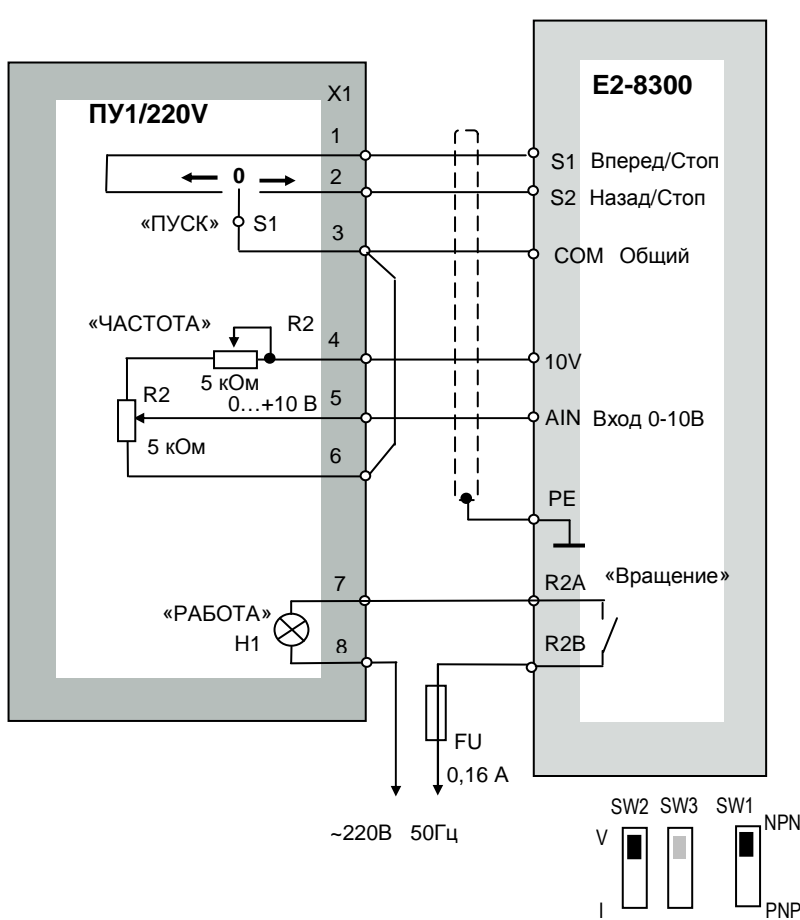 ПУ1/220V
X1
1
2
3
4
5
6
7
8
0
«ПУСК» S1
«ЧАСТОТА» R2
5 кОм
0…+10 В
R2
5 кОм
«РАБОТА»
H1
E2-8300
S1 Вперед/Стоп
S2 Назад/Стоп
COM Общий
10V
AIN Вход 0-10В
PE
R2A «Вращение»
R2B
FU
0,16 А
~220В 50Гц
SW2 SW3 SW1
V
I
NPN
PNP